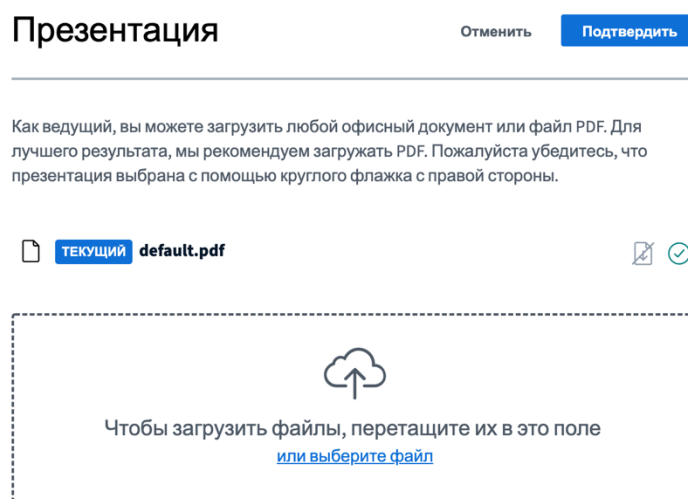 Презентация
Отменить
Подтвердить
Как ведущий, вы можете загрузить любой офисный документ или файл PDF. Для
лучшего результата, мы рекомендуем загружать PDF. Пожалуйста убедитесь, что
презентация выбрана с помощью круглого флажка с правой стороны.
ТЕКУЩИЙ default.pdf
Чтобы загрузить файлы, перетащите их в это поле
или выберите файл